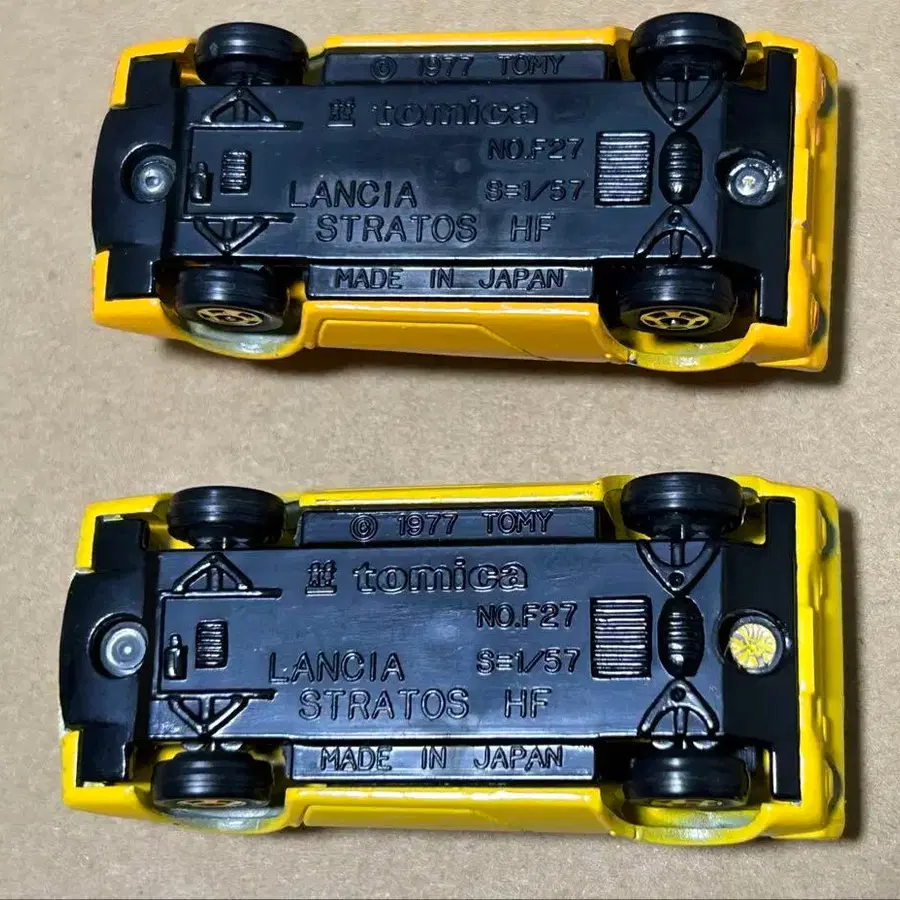 © 1977 TOMY
tomica
NO.F27
LANCIA S=1/57
STRATOS HF
MADE IN JAPAN
© 1977 TOMY
tomica
NO.F27
LANCIA S=1/57
STRATOS HF
MADE IN JAPAN